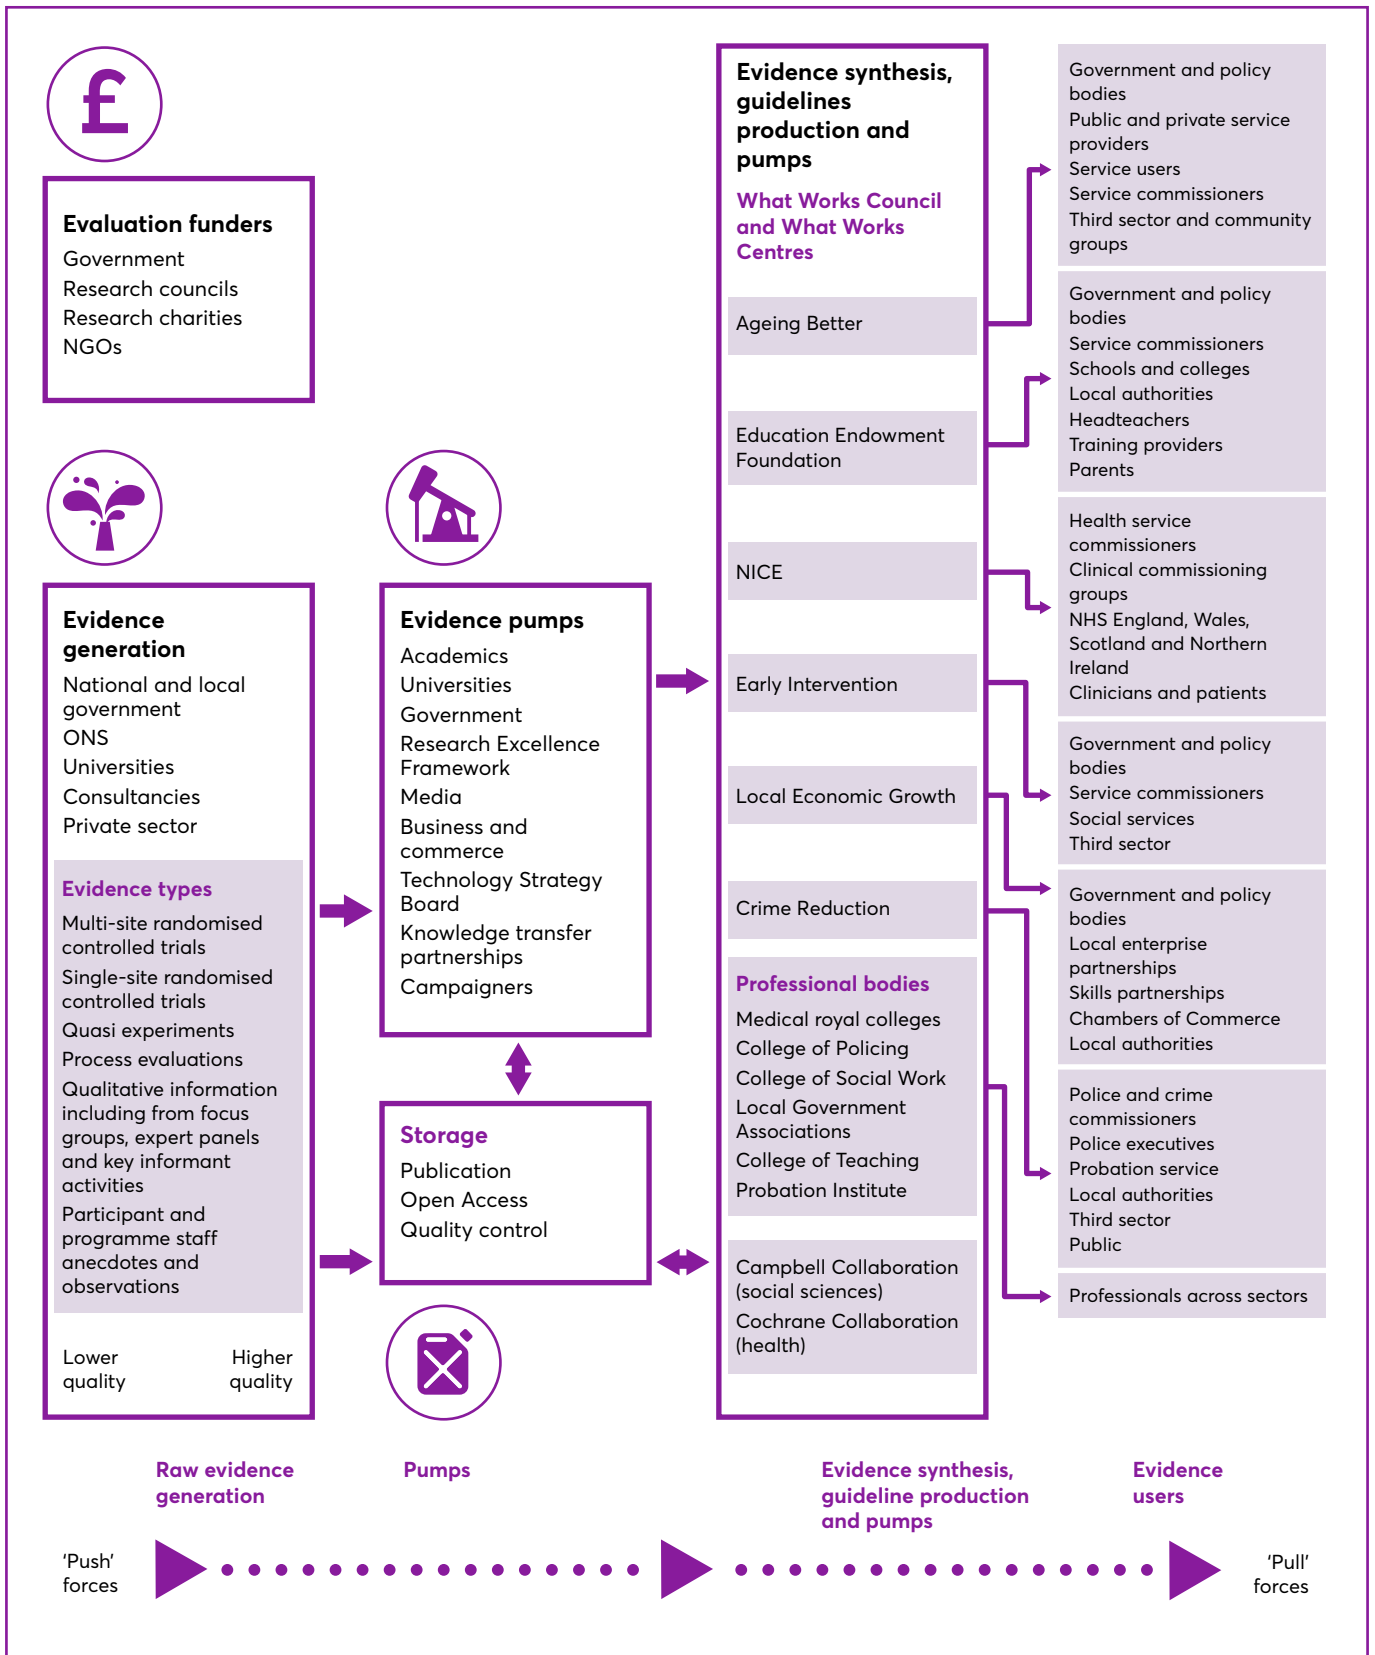 £
Evaluation funders
Government
Research councils
Research charities
NGOs
Evidence
generation
National and local
government
ONS
Universities
Consultancies
Private sector
Evidence types
Multi-site randomised
controlled trials
Single-site randomised
controlled trials
Quasi experiments
Process evaluations
Qualitative information
including from focus
groups, expert panels
and key informant
activities
Participant and
programme staff
anecdotes and
observations
Lower
quality
Higher
quality
Evidence pumps
Academics
Universities
Government
Research Excellence
Framework
Media
Business and
commerce
Technology Strategy
Board
Knowledge transfer
partnerships
Campaigners
Storage
Publication
Open Access
Quality control
Evidence synthesis,
guidelines
production and
pumps
What Works Council
and What Works
Centres
Ageing Better
Education Endowment
Foundation
NICE
Early Intervention
Local Economic Growth
Crime Reduction
Professional bodies
Medical royal colleges
College of Policing
College of Social Work
Local Government
Associations
College of Teaching
Probation Institute
Campbell Collaboration
(social sciences)
Cochrane Collaboration
(health)
Government and policy
bodies
Public and private service
providers
Service users
Service commissioners
Third sector and community
groups
Government and policy
bodies
Service commissioners
Schools and colleges
Local authorities
Headteachers
Training providers
Parents
Health service
commissioners
Clinical commissioning
groups
NHS England, Wales,
Scotland and Northern
Ireland
Clinicians and patients
Government and policy
bodies
Service commissioners
Social services
Third sector
Government and policy
bodies
Local enterprise
partnerships
Skills partnerships
Chambers of Commerce
Local authorities
Police and crime
commissioners
Police executives
Probation service
Local authorities
Third sector
Public
Professionals across sectors
Raw evidence
generation
Pumps
Evidence synthesis,
guideline production
and pumps
Evidence
users
‘Push’
forces
‘Pull’
forces